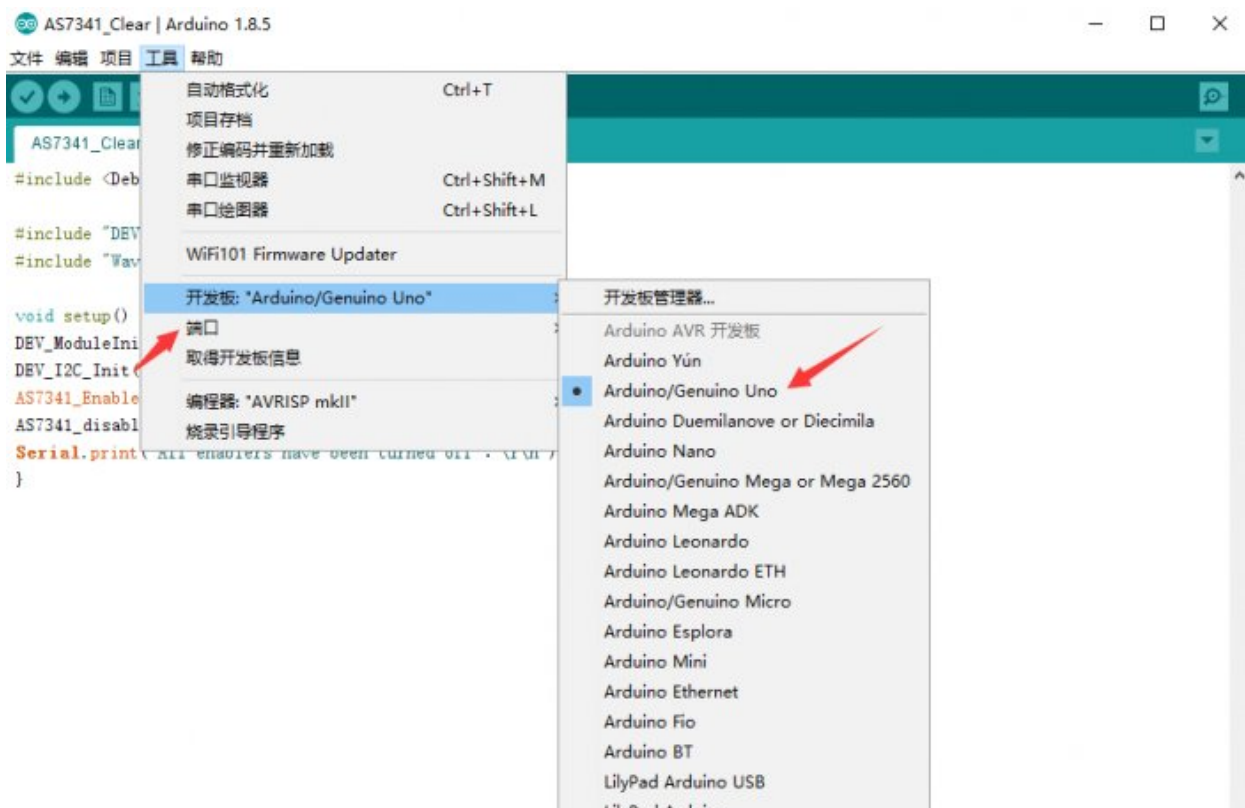 AS7341_Clear | Arduino 1.8.5
文件 编辑 项目 工具 帮助
自动格式化 Ctrl+T
项目存档
AS7341_Clear
修正编码并重新加载
#include <Deb
串口监视器 Ctrl+Shift+M
串口绘图器 Ctrl+Shift+L
#include "DEV
#include "Wav
WiFi101 Firmware Updater
开发板: "Arduino/Genuino Uno"
开发板管理器...
void setup()
端口
Arduino AVR 开发板
DEV_ModuleIni
取得开发板信息
Arduino Yún
DEV_I2C_Init(
AS7341_Enable
编程器: "AVRISP mkII"
Arduino/Genuino Uno
AS7341_disabl
烧录引导程序
Arduino Duemilanove or Diecimila
Serial.print( All enablers have been turned off . \r\n )
Arduino Nano
}
Arduino/Genuino Mega or Mega 2560
Arduino Mega ADK
Arduino Leonardo
Arduino Leonardo ETH
Arduino/Genuino Micro
Arduino Esplora
Arduino Mini
Arduino Ethernet
Arduino Fio
Arduino BT
LilyPad Arduino USB